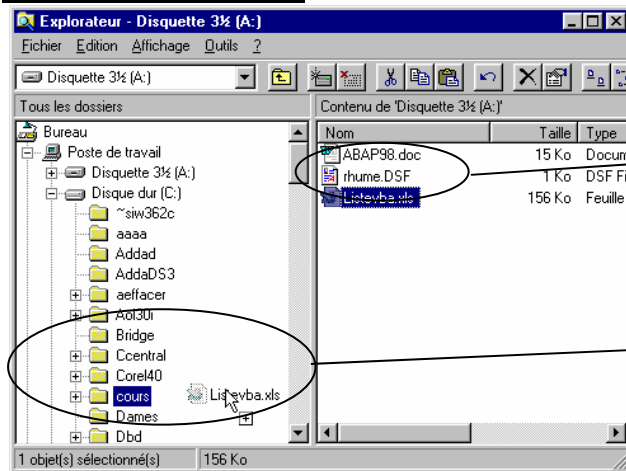 Explorateur - Disquette 3½ (A:)
Fichier Edition Affichage Outils ?
Disquette 3½ (A:)
Tous les dossiers
Contenu de 'Disquette 3½ (A:)'
Bureau
Poste de travail
Disquette 3½ (A:)
Disque dur (C:)
~siw362c
aaaa
Addad
AddaDS3
aeffacer
Aol30i
Bridge
Ccentral
Corel40
cours Listevba.xls
Dames
Dbd
Nom Taille Type
ABAP98.doc 15 Ko Docum
rhume.DSF 1 Ko DSF Fi
Listevba.xls 156 Ko Feuille
1 objet(s) sélectionné(s) 156 Ko